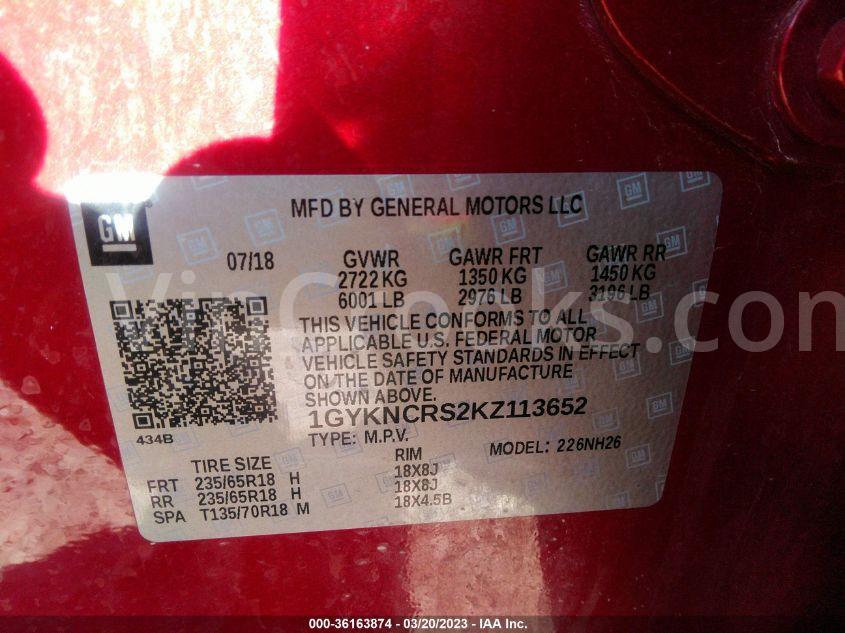 GM
MFD BY GENERAL MOTORS LLC
07/18 GVWR GAWR FRT GAWR RR
2722 KG 1350 KG 1450 KG
6001 LB 2976 LB 3196 LB
THIS VEHICLE CONFORMS TO ALL
APPLICABLE U.S. FEDERAL MOTOR
VEHICLE SAFETY STANDARDS IN EFFECT
ON THE DATE OF MANUFACTURE
SHOWN ABOVE.
1GYKNCRS2KZ113652
434B
TYPE: M.P.V. MODEL: 226NH26
TIRE SIZE RIM
FRT 235/65R18 H 18X8J
RR 235/65R18 H 18X8J
SPA T135/70R18 M 18X4.5B
000-36163874 — 03/20/2023 — IAA Inc.